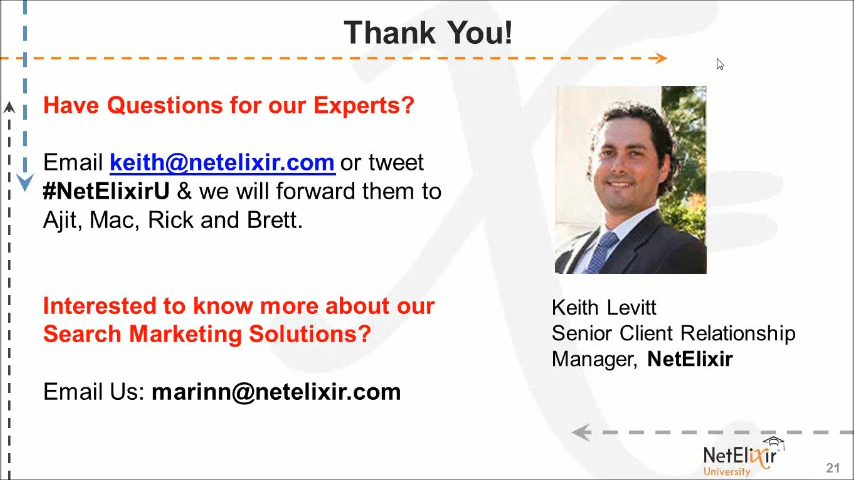 Thank You!
Have Questions for our Experts?
Email keith@netelixir.com or tweet
#NetElixirU & we will forward them to
Ajit, Mac, Rick and Brett.
Interested to know more about our
Search Marketing Solutions?
Email Us: marinn@netelixir.com
Keith Levitt
Senior Client Relationship
Manager, NetElixir
NetElixir
University
21